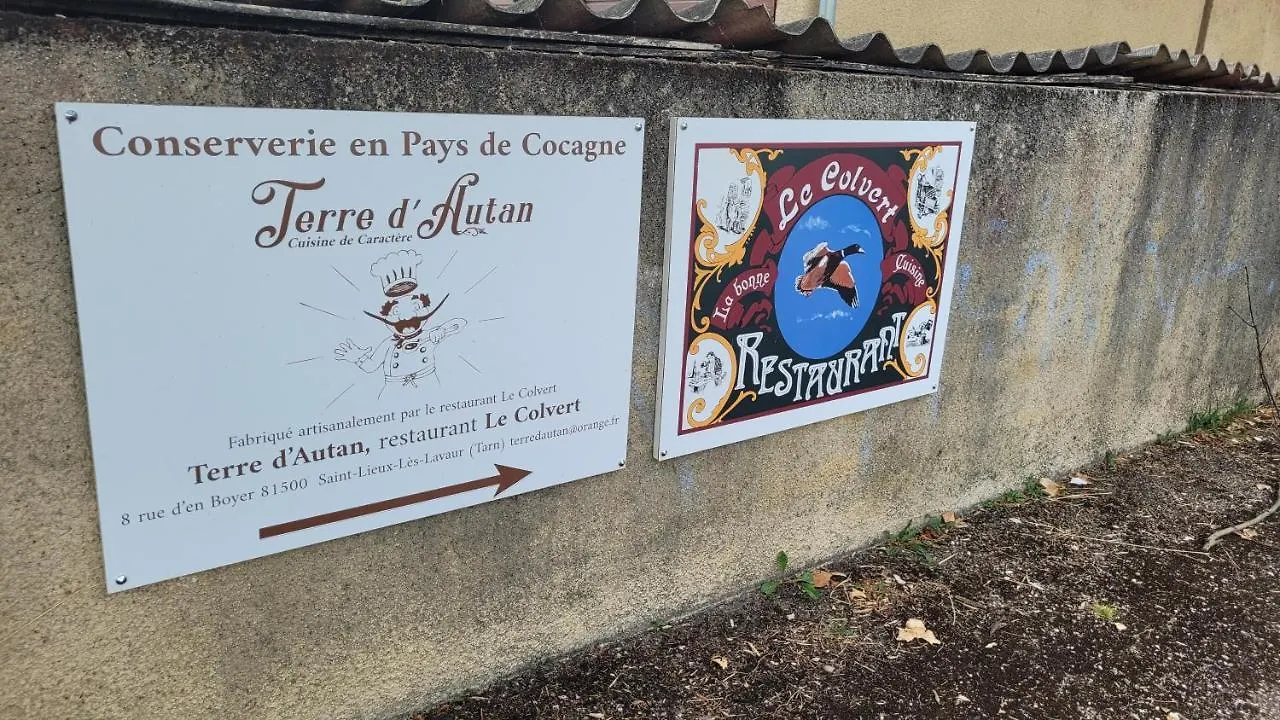 Conserverie en Pays de Cocagne
Terre d'Autan
Cuisine de Caractère
Fabriqué artisanalement par le restaurant Le Colvert
Terre d'Autan, restaurant Le Colvert
8 rue d'en Boyer 81500 Saint-Lieux-Lès-Lavaur (Tarn) terredautan@orange.fr
Le Colvert
La bonne Cuisine
RESTAURANT